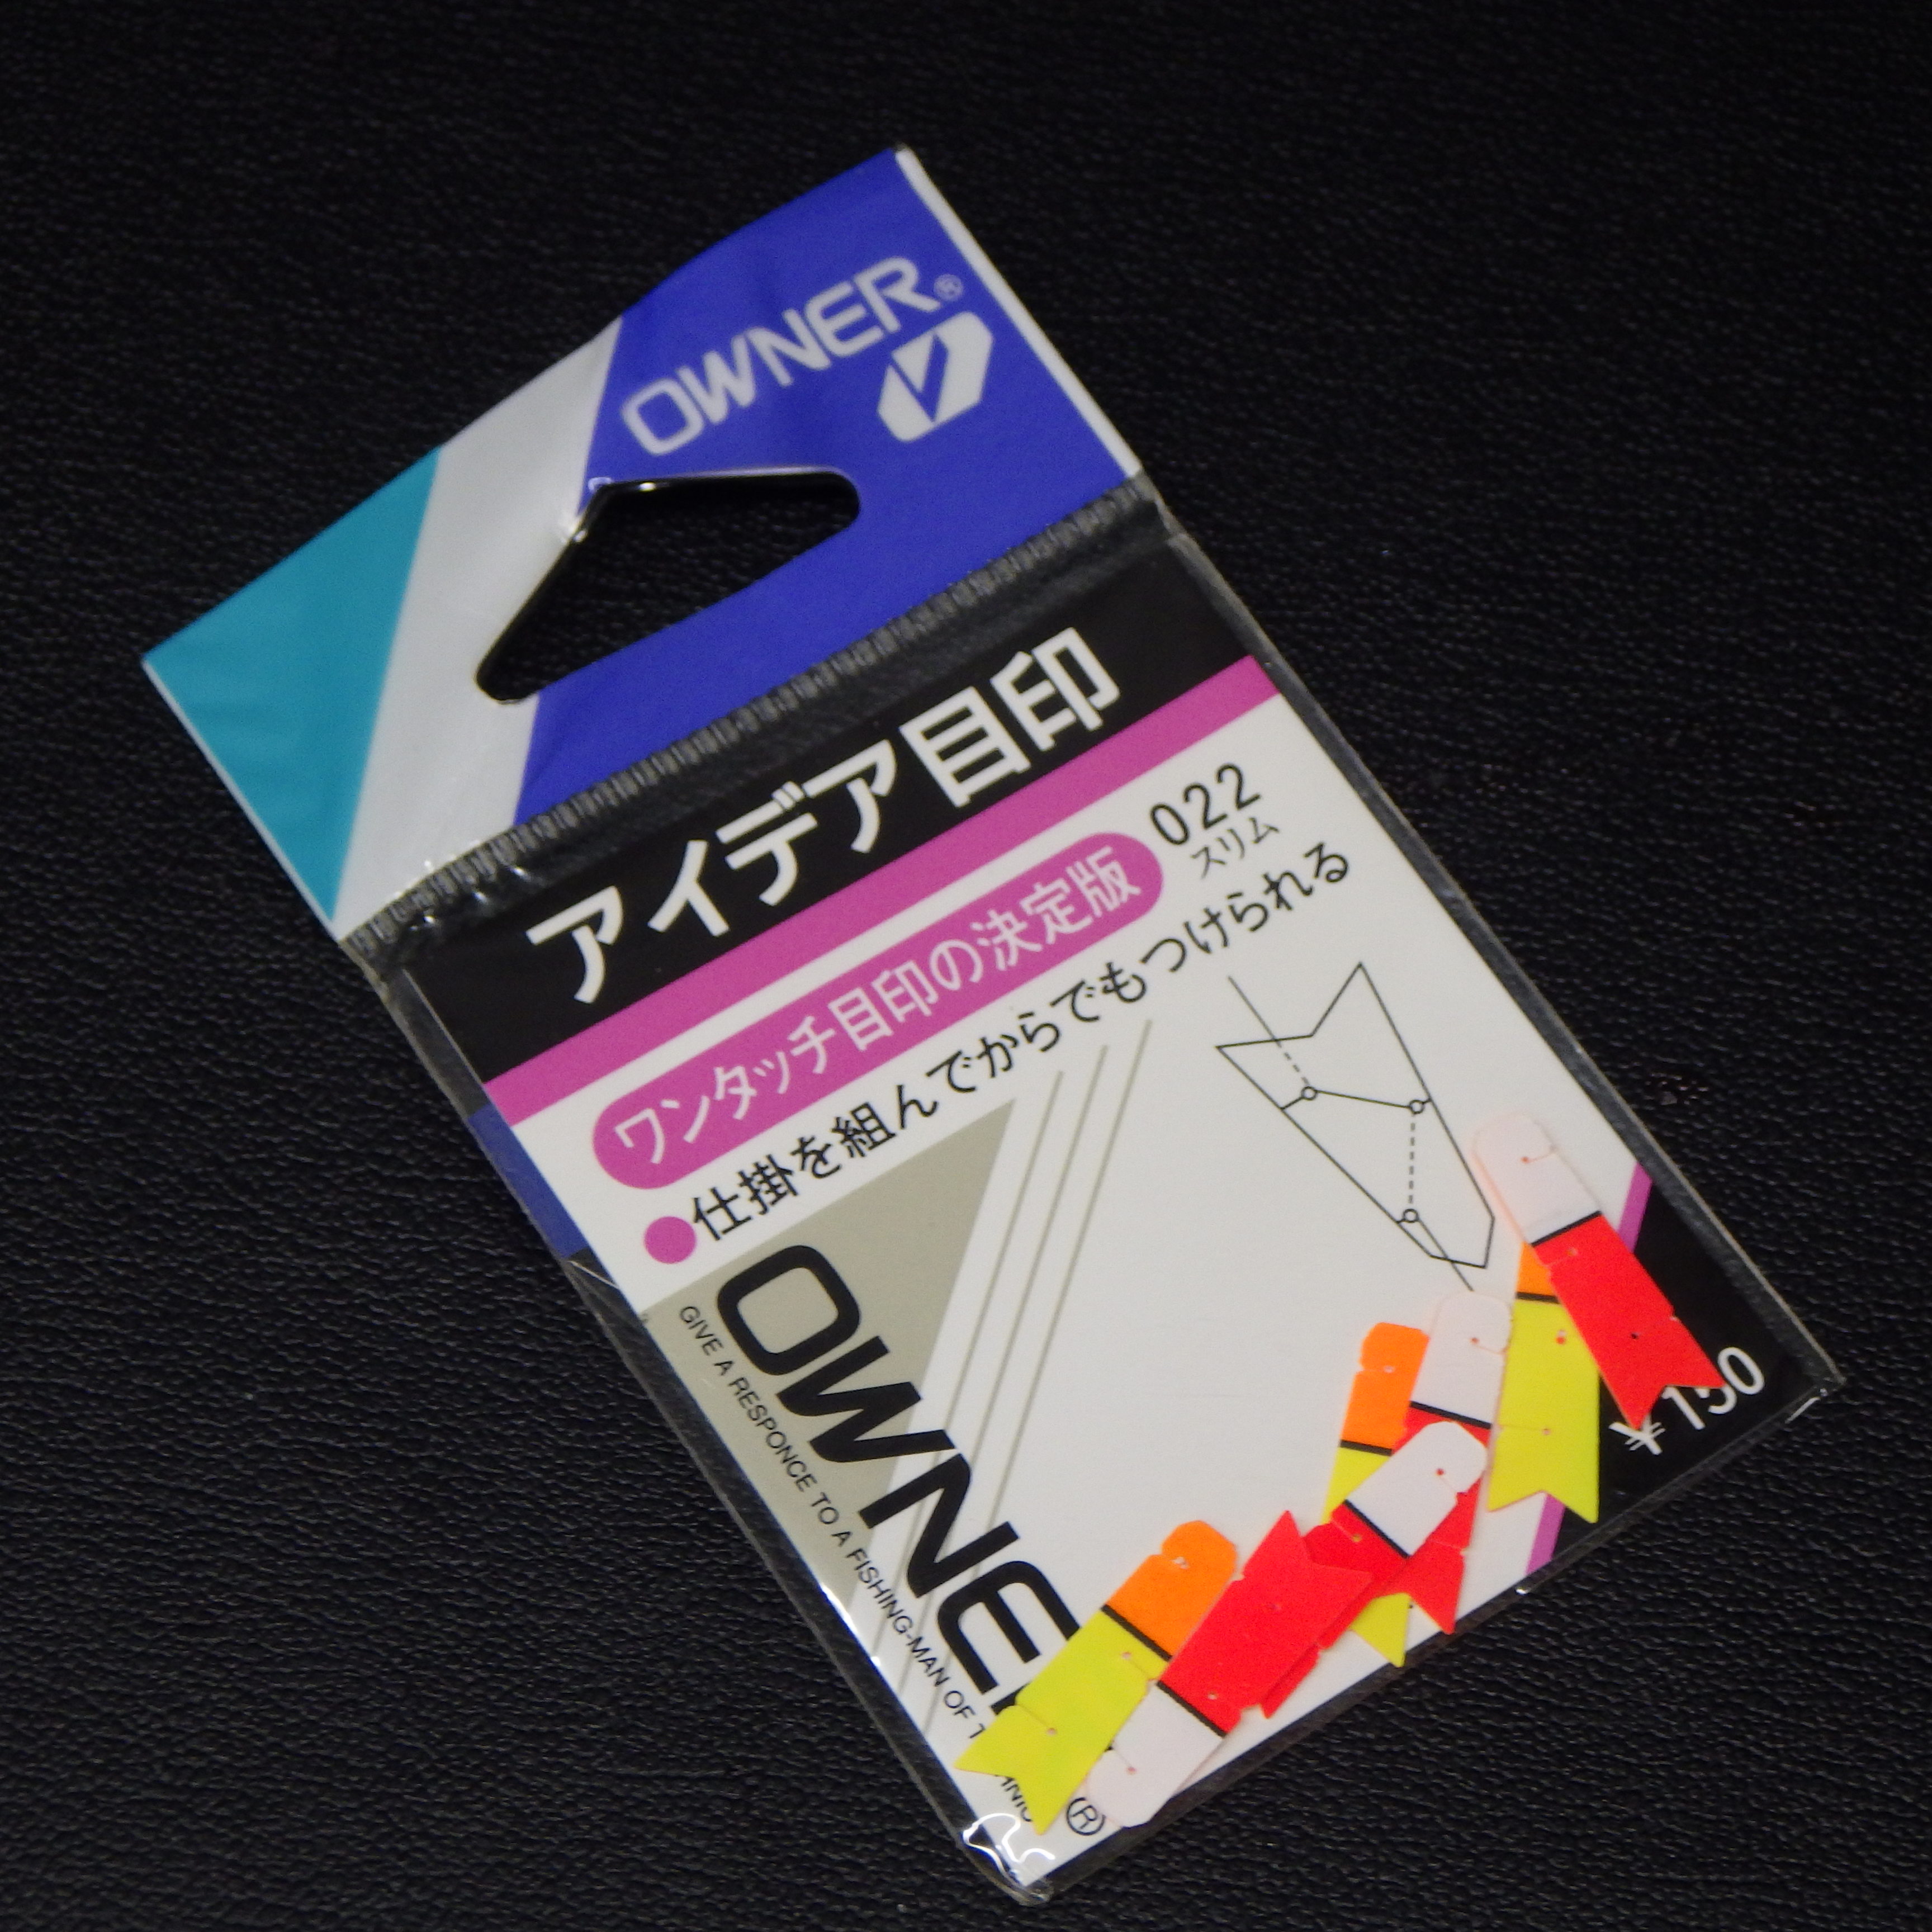 OWNER®
アイデア目印
ワンタッチ目印の決定版
022
スリム
●仕掛を組んでからでもつけられる
OWNE
®
GIVE A RESPONCE TO A FISHING-MAN OF
¥150